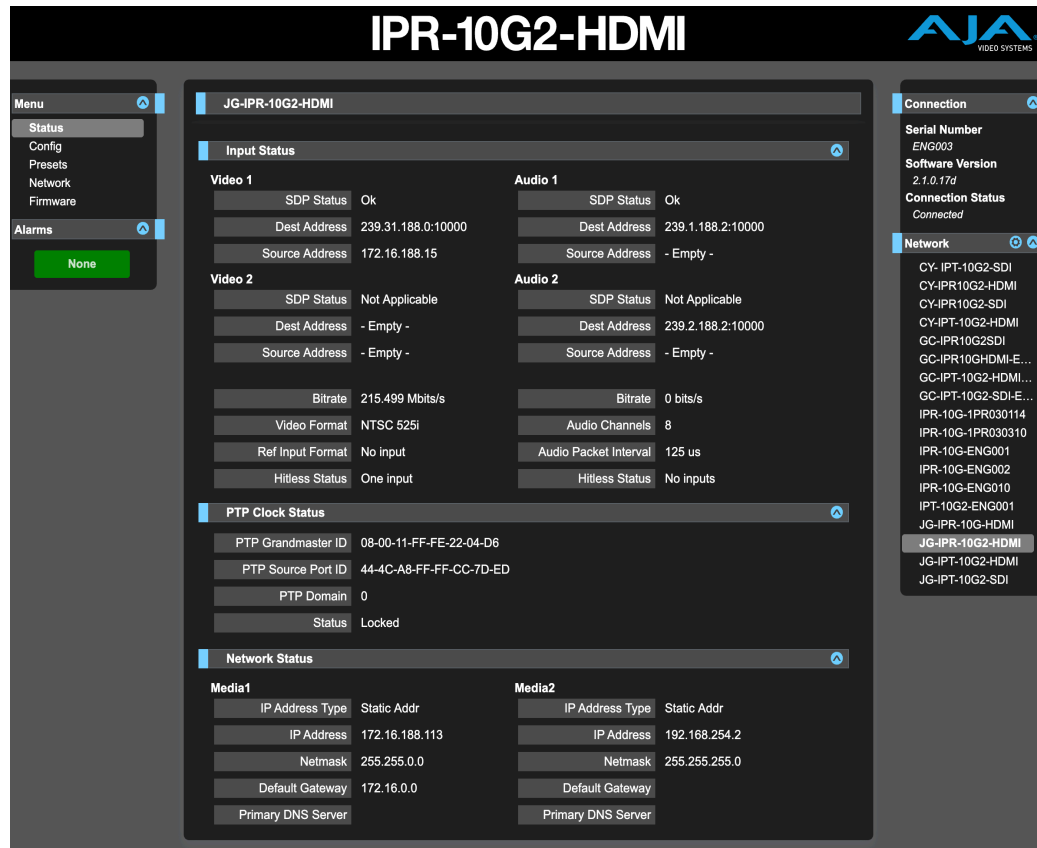 IPR-10G2-HDMI
AJA
VIDEO SYSTEMS
Menu
Status
Config
Presets
Network
Firmware
Alarms
None
JG-IPR-10G2-HDMI
Input Status
Video 1
SDP Status Ok
Dest Address 239.31.188.0:10000
Source Address 172.16.188.15
Video 2
SDP Status Not Applicable
Dest Address - Empty -
Source Address - Empty -
Bitrate 215.499 Mbits/s
Video Format NTSC 525i
Ref Input Format No input
Hitless Status One input
Audio 1
SDP Status Ok
Dest Address 239.1.188.2:10000
Source Address - Empty -
Audio 2
SDP Status Not Applicable
Dest Address 239.2.188.2:10000
Source Address - Empty -
Bitrate 0 bits/s
Audio Channels 8
Audio Packet Interval 125 us
Hitless Status No inputs
PTP Clock Status
PTP Grandmaster ID 08-00-11-FF-FE-22-04-D6
PTP Source Port ID 44-4C-A8-FF-FF-CC-7D-ED
PTP Domain 0
Status Locked
Network Status
Media1
IP Address Type Static Addr
IP Address 172.16.188.113
Netmask 255.255.0.0
Default Gateway 172.16.0.0
Primary DNS Server
Media2
IP Address Type Static Addr
IP Address 192.168.254.2
Netmask 255.255.255.0
Default Gateway
Primary DNS Server
Connection
Serial Number
ENG003
Software Version
2.1.0.17d
Connection Status
Connected
Network
CY- IPT-10G2-SDI
CY-IPR10G2-HDMI
CY-IPR10G2-SDI
CY-IPT-10G2-HDMI
GC-IPR10G2SDI
GC-IPR10GHDMI-E...
GC-IPT-10G2-HDMI...
GC-IPT-10G2-SDI-E...
IPR-10G-1PR030114
IPR-10G-1PR030310
IPR-10G-ENG001
IPR-10G-ENG002
IPR-10G-ENG010
IPT-10G2-ENG001
JG-IPR-10G-HDMI
JG-IPR-10G2-HDMI
JG-IPT-10G2-HDMI
JG-IPT-10G2-SDI